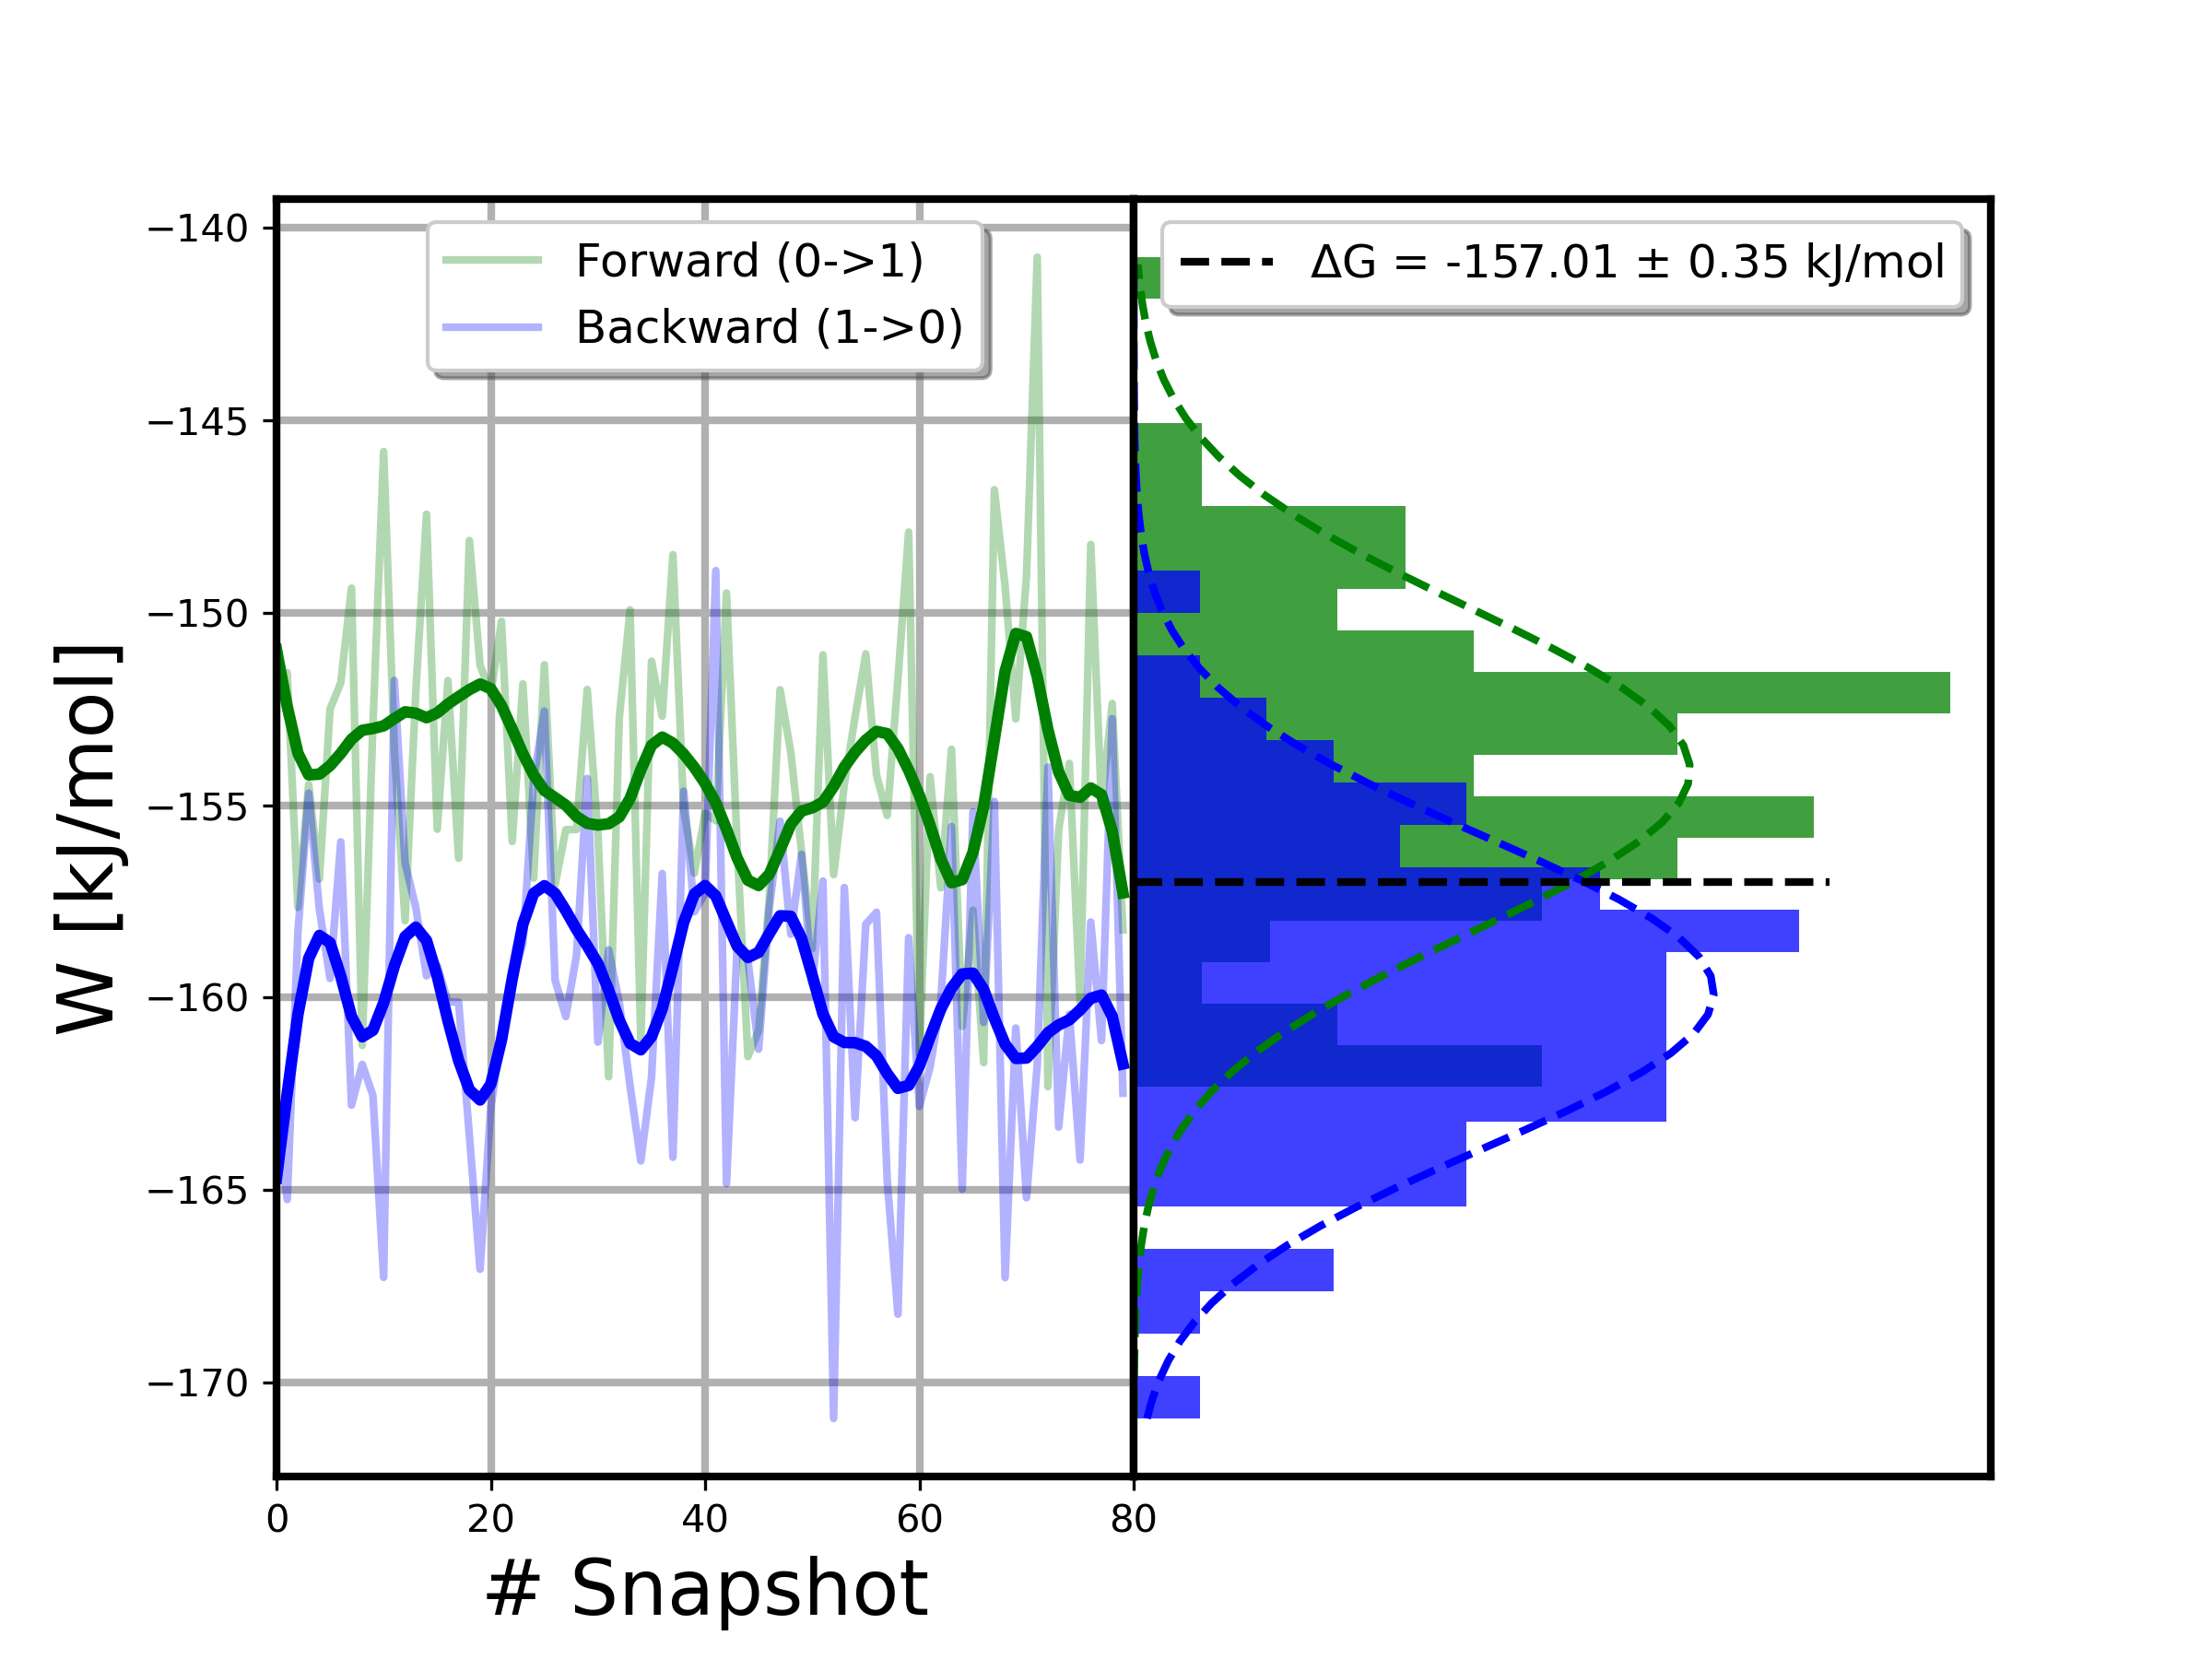 −140
−145
−150
−155
−160
−165
−170
W [kJ/mol]
Forward (0->1)
Backward (1->0)
ΔG = -157.01 ± 0.35 kJ/mol
0 20 40 60 80
# Snapshot